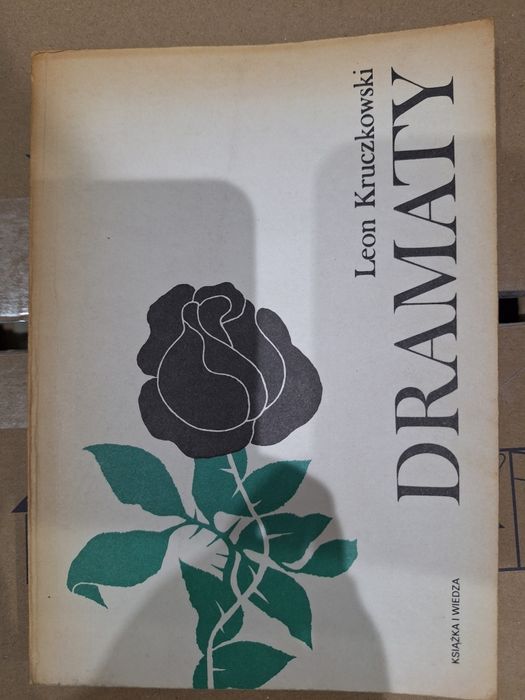 Leon Kruczkowski
DRAMATY
KSIĄŻKA I WIEDZA